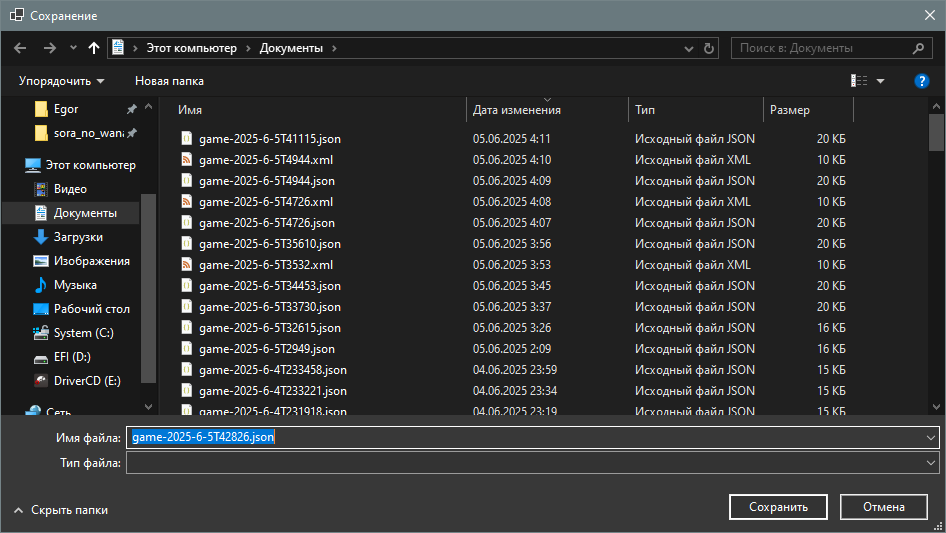 Сохранение
Этот компьютер Документы
Поиск в: Документы
Упорядочить Новая папка
Имя Дата изменения Тип Размер
Egor
sora_no_wana
Этот компьютер
Видео
Документы
Загрузки
Изображения
Музыка
Рабочий стол
System (C:)
EFI (D:)
DriverCD (E:)
Сеть
game-2025-6-5T41115.json 05.06.2025 4:11 Исходный файл JSON 20 КБ
game-2025-6-5T4944.xml 05.06.2025 4:10 Исходный файл XML 10 КБ
game-2025-6-5T4944.json 05.06.2025 4:09 Исходный файл JSON 20 КБ
game-2025-6-5T4726.xml 05.06.2025 4:08 Исходный файл XML 10 КБ
game-2025-6-5T4726.json 05.06.2025 4:07 Исходный файл JSON 20 КБ
game-2025-6-5T35610.json 05.06.2025 3:56 Исходный файл JSON 20 КБ
game-2025-6-5T3532.xml 05.06.2025 3:53 Исходный файл XML 10 КБ
game-2025-6-5T34453.json 05.06.2025 3:45 Исходный файл JSON 20 КБ
game-2025-6-5T33730.json 05.06.2025 3:37 Исходный файл JSON 20 КБ
game-2025-6-5T32615.json 05.06.2025 3:26 Исходный файл JSON 16 КБ
game-2025-6-5T2949.json 05.06.2025 2:09 Исходный файл JSON 16 КБ
game-2025-6-4T233458.json 04.06.2025 23:59 Исходный файл JSON 15 КБ
game-2025-6-4T233221.json 04.06.2025 23:34 Исходный файл JSON 15 КБ
game-2025-6-4T231918.json 04.06.2025 23:19 Исходный файл JSON 15 КБ
Имя файла: game-2025-6-5T42826.json
Тип файла:
Скрыть папки
Сохранить Отмена